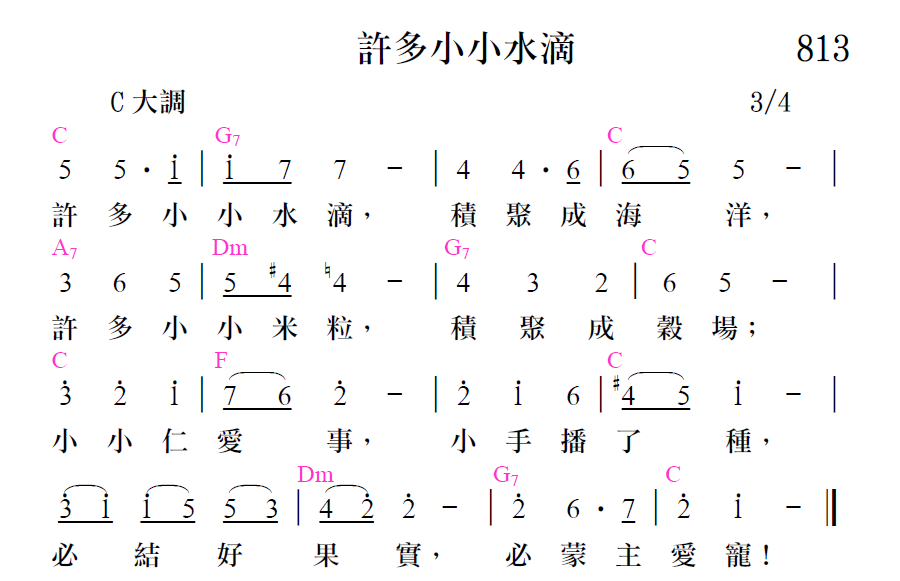 許多小小水滴 813
C 大調 3/4
C G7 C
5 5 · i̲ | i̲ 7̲ 7 － | 4 4 · 6̲ | 6̲ 5̲ 5 － |
許 多 小 小 水 滴， 積 聚 成 海 洋，
A7 Dm G7 C
3 6 5 | 5̲ #4̲ ♮4 － | 4 3 2 | 6 5 － |
許 多 小 小 米 粒， 積 聚 成 穀 場；
C F C
3̇ 2̇ i | 7̲ 6̲ 2̇ － | 2̇ i 6 | #4̲ 5̲ i － |
小 小 仁 愛 事， 小 手 播 了 種，
Dm G7 C
3̲̇ i̲ i̲ 5̲ 5̲ 3̲ | 4̲ 2̲̇ 2̇ － | 2̇ 6 · 7̲ | 2̇ i － ‖
必 結 好 果 實， 必 蒙 主 愛 寵！